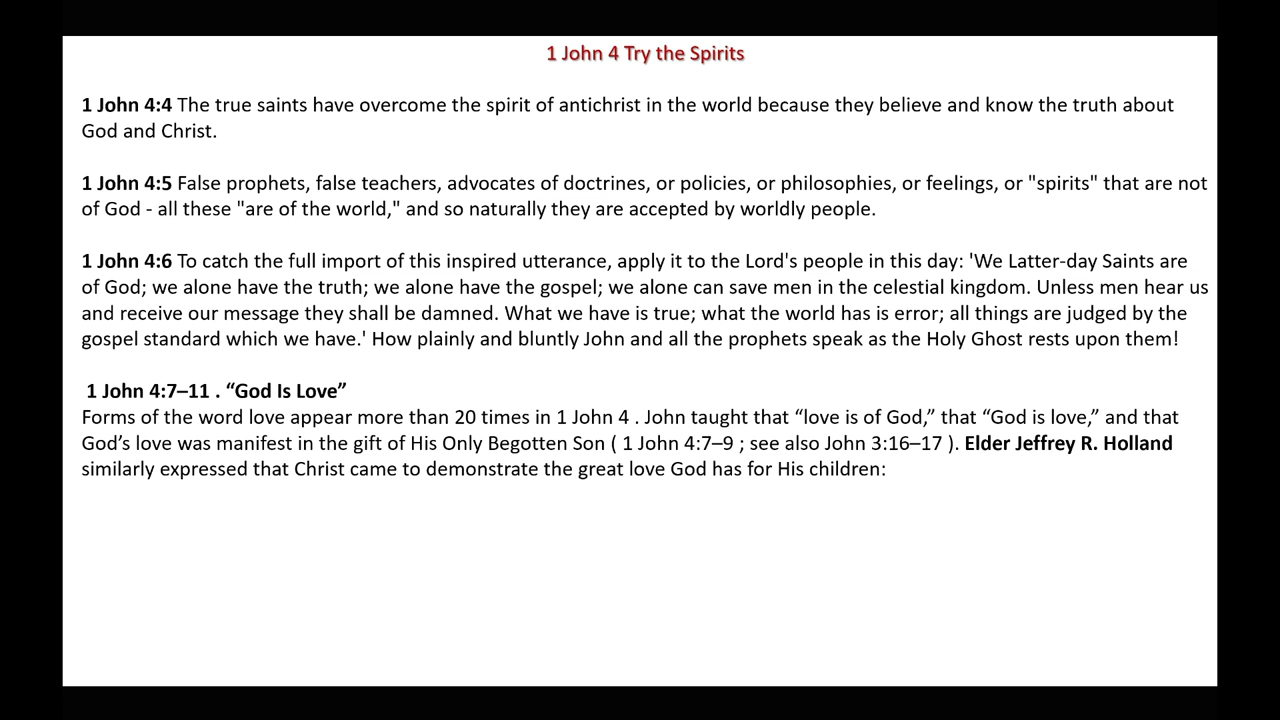 1 John 4 Try the Spirits
1 John 4:4 The true saints have overcome the spirit of antichrist in the world because they believe and know the truth about
God and Christ.
1 John 4:5 False prophets, false teachers, advocates of doctrines, or policies, or philosophies, or feelings, or "spirits" that are not
of God - all these "are of the world," and so naturally they are accepted by worldly people.
1 John 4:6 To catch the full import of this inspired utterance, apply it to the Lord's people in this day: 'We Latter-day Saints are
of God; we alone have the truth; we alone have the gospel; we alone can save men in the celestial kingdom. Unless men hear us
and receive our message they shall be damned. What we have is true; what the world has is error; all things are judged by the
gospel standard which we have.' How plainly and bluntly John and all the prophets speak as the Holy Ghost rests upon them!
1 John 4:7–11 . “God Is Love”
Forms of the word love appear more than 20 times in 1 John 4 . John taught that “love is of God,” that “God is love,” and that
God’s love was manifest in the gift of His Only Begotten Son ( 1 John 4:7–9 ; see also John 3:16–17 ). Elder Jeffrey R. Holland
similarly expressed that Christ came to demonstrate the great love God has for His children: